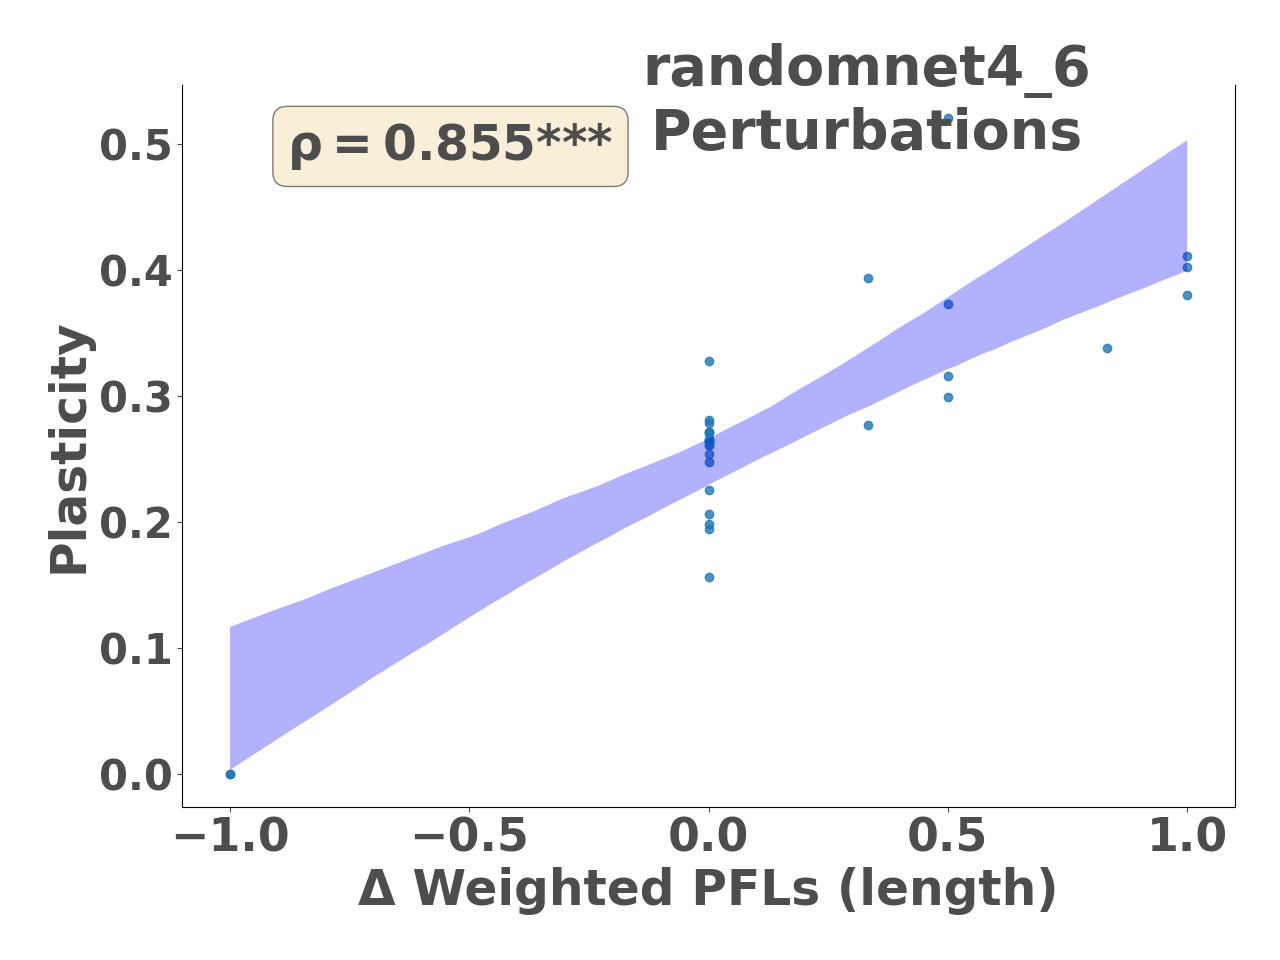 randomnet4_6
Perturbations
ρ = 0.855***
0.5
0.4
0.3
0.2
0.1
0.0
Plasticity
−1.0 −0.5 0.0 0.5 1.0
Δ Weighted PFLs (length)